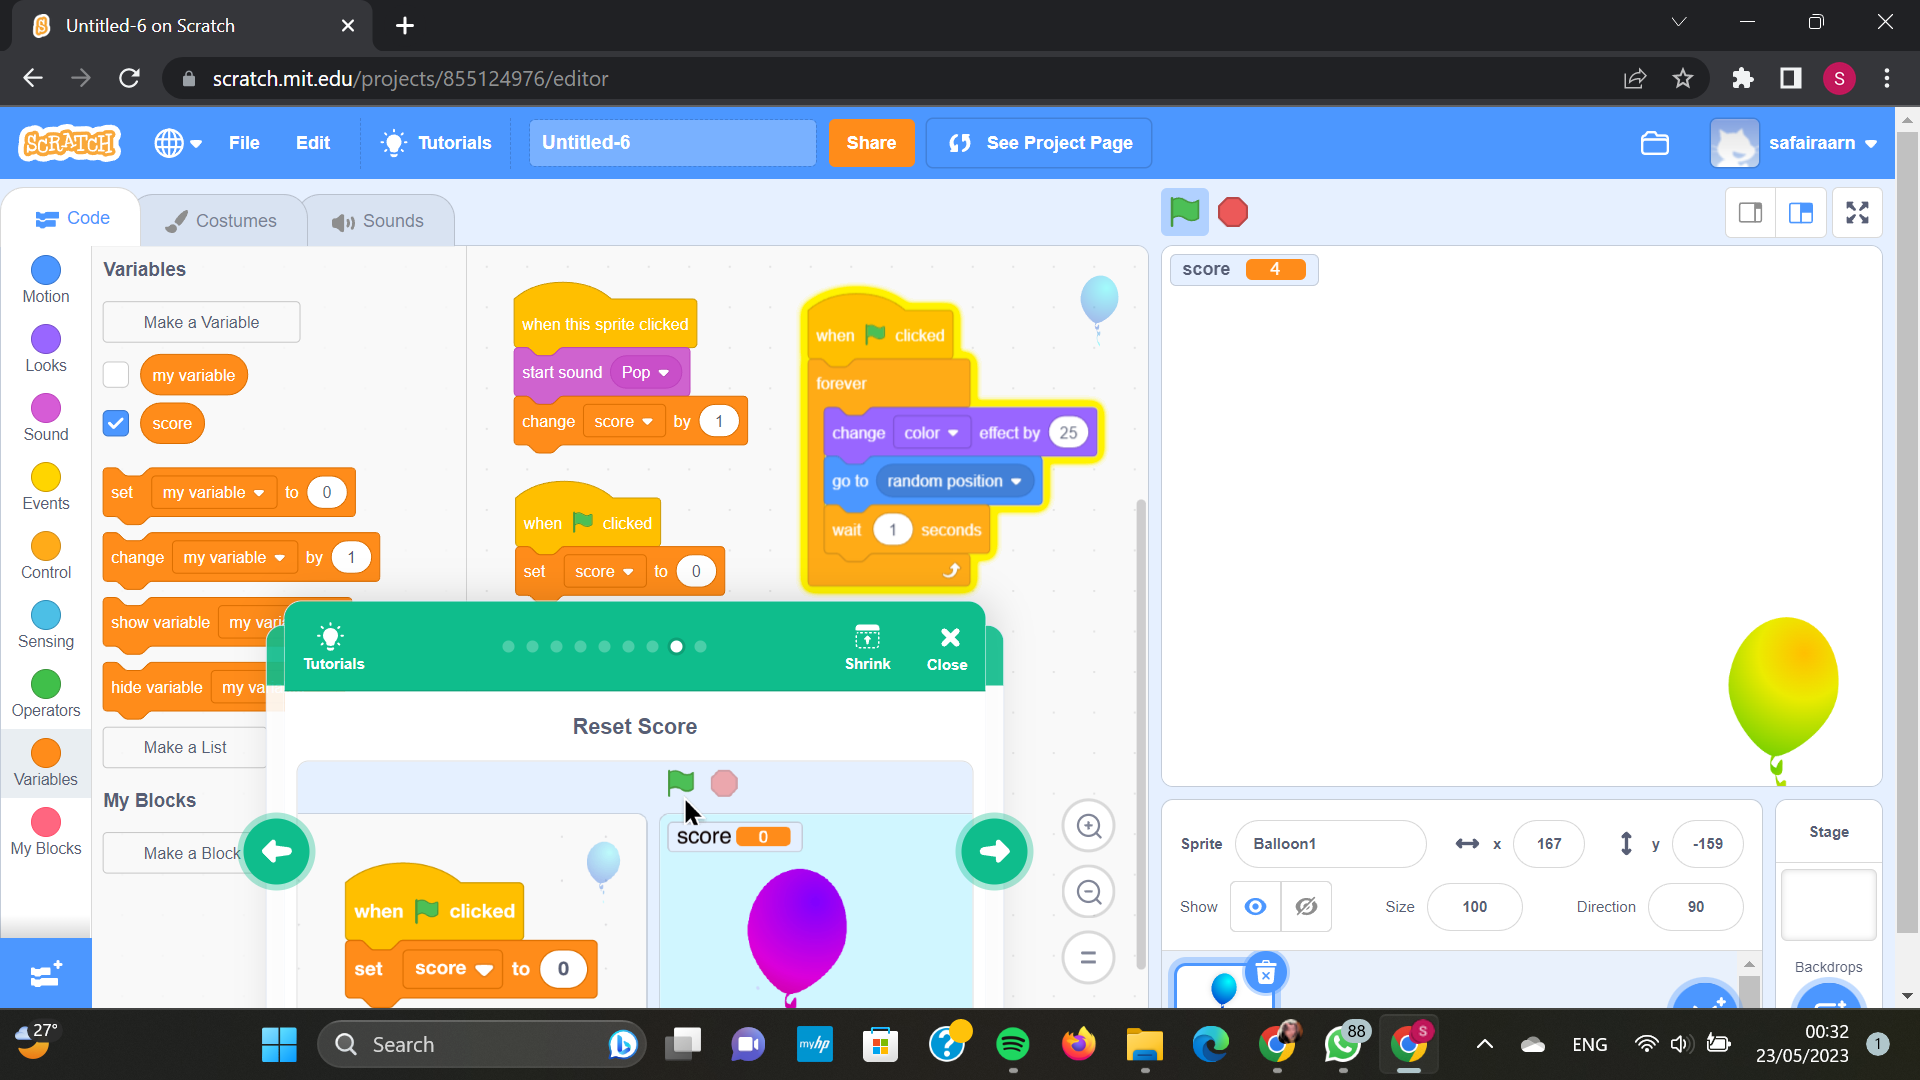 Untitled-6 on Scratch
scratch.mit.edu/projects/855124976/editor
S
SCRATCH
File
Edit
Tutorials
Untitled-6
Share
See Project Page
safairaarn
Code
Costumes
Sounds
Motion
Looks
Sound
Events
Control
Sensing
Operators
Variables
My Blocks
Variables
Make a Variable
my variable
score
set my variable to 0
change my variable by 1
show variable my vari
hide variable my va
Make a List
My Blocks
Make a Block
when this sprite clicked
start sound Pop
change score by 1
when clicked
set score to 0
when clicked
forever
change color effect by 25
go to random position
wait 1 seconds
Tutorials
Shrink
Close
Reset Score
when clicked
set score to 0
score 0
score 4
Sprite Balloon1 x 167 y -159
Show Size 100 Direction 90
Stage
Backdrops
27°
Search
myhp
88
S
ENG
00:32
23/05/2023
1